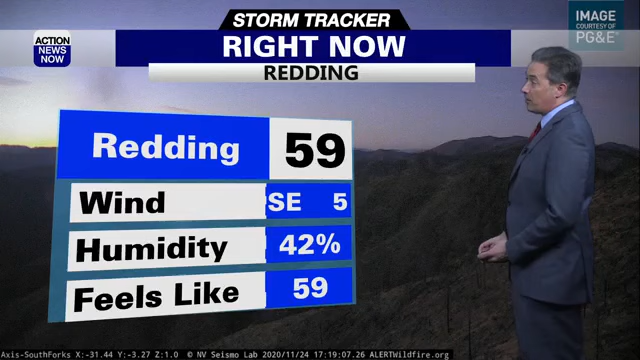 STORM TRACKER
RIGHT NOW
REDDING
ACTION
NEWS
NOW
IMAGE
COURTESY OF
PG&E
Redding 59
Wind SE 5
Humidity 42%
Feels Like 59
Axis-SouthForks X:-31.44 Y:-3.27 Z:1.0 © NV Seismo Lab 2020/11/24 17:19:07.26 ALERTWildfire.org